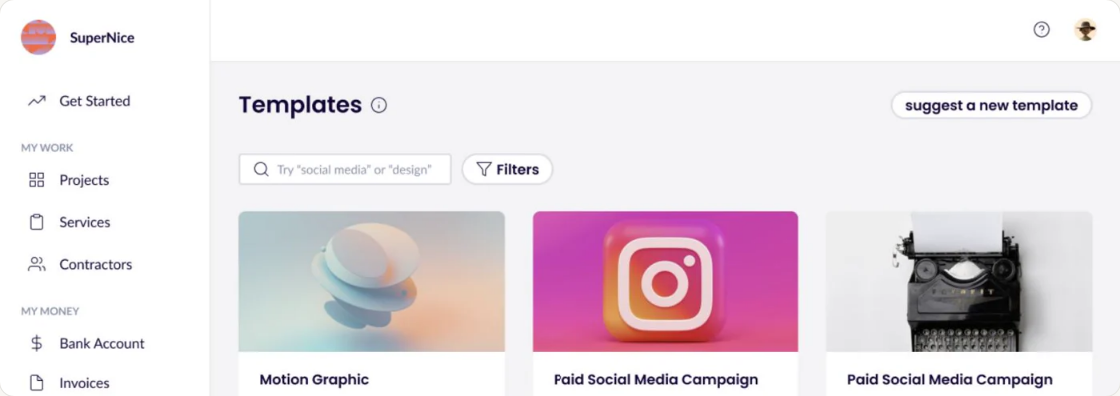 SuperNice
Get Started
MY WORK
Projects
Services
Contractors
MY MONEY
Bank Account
Invoices
Templates
suggest a new template
Try "social media" or "design"
Filters
Motion Graphic
Paid Social Media Campaign
Paid Social Media Campaign